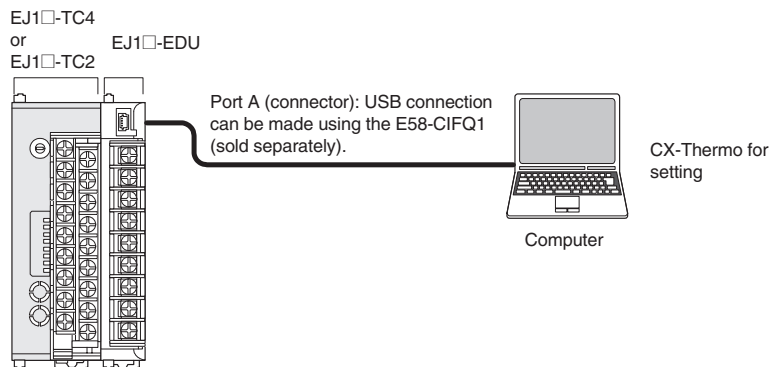 EJ1□-TC4
or
EJ1□-TC2
EJ1□-EDU
Port A (connector): USB connection
can be made using the E58-CIFQ1
(sold separately).
CX-Thermo for
setting
Computer